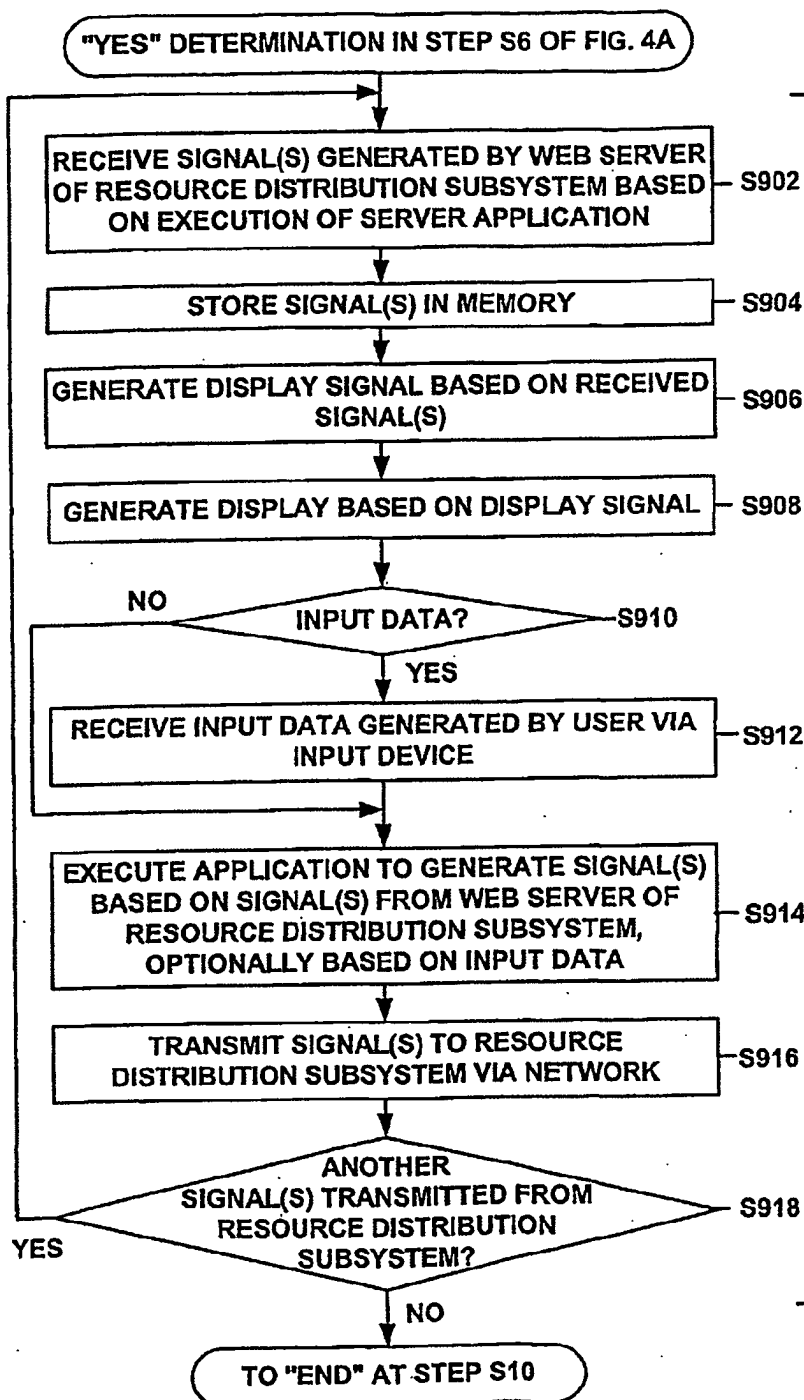 "YES" DETERMINATION IN STEP S6 OF FIG. 4A
RECEIVE SIGNAL(S) GENERATED BY WEB SERVER
OF RESOURCE DISTRIBUTION SUBSYSTEM BASED
ON EXECUTION OF SERVER APPLICATION
S902
STORE SIGNAL(S) IN MEMORY
S904
GENERATE DISPLAY SIGNAL BASED ON RECEIVED
SIGNAL(S)
S906
GENERATE DISPLAY BASED ON DISPLAY SIGNAL
S908
NO
INPUT DATA?
S910
YES
RECEIVE INPUT DATA GENERATED BY USER VIA
INPUT DEVICE
S912
EXECUTE APPLICATION TO GENERATE SIGNAL(S)
BASED ON SIGNAL(S) FROM WEB SERVER OF
RESOURCE DISTRIBUTION SUBSYSTEM,
OPTIONALLY BASED ON INPUT DATA
S914
TRANSMIT SIGNAL(S) TO RESOURCE
DISTRIBUTION SUBSYSTEM VIA NETWORK
S916
ANOTHER
SIGNAL(S) TRANSMITTED FROM
RESOURCE DISTRIBUTION
SUBSYSTEM?
S918
YES
NO
TO "END" AT STEP S10